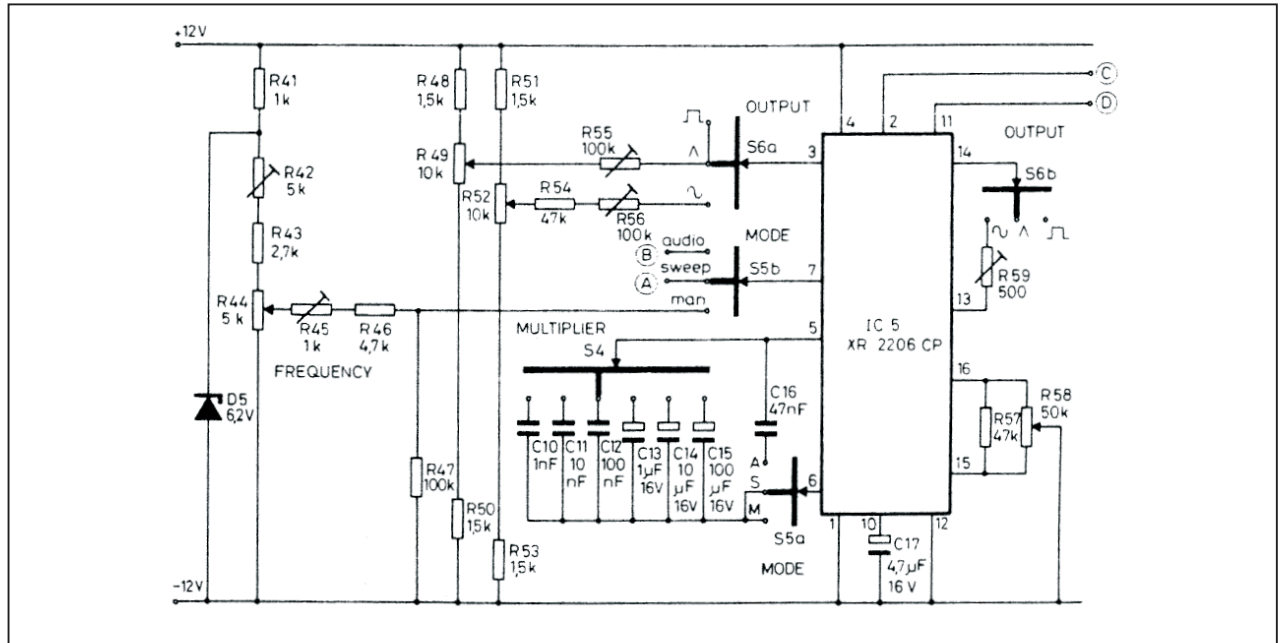 +12V
R41
1k
R42
5k
R43
2,7k
R44
5k
R45
1k
R46
4,7k
FREQUENCY
D5
6,2V
R47
100k
R48
1,5k
R49
10k
R50
1,5k
R51
1,5k
R52
10k
R53
1,5k
R54
47k
R55
100k
R56
100k
OUTPUT
S6a
MODE
B
audio
A
sweep
man
S5b
MULTIPLIER
S4
C10
1nF
C11
10
nF
C12
100
nF
C13
1µF
16V
C14
10
µF
16V
C15
100
µF
16V
C16
47nF
A
S
M
S5a
MODE
4
2
11
3
14
7
5
13
16
15
6
1
10
12
IC 5
XR 2206 CP
C
D
OUTPUT
S6b
R59
500
R57
47k
R58
50k
C17
4,7µF
16 V
-12V